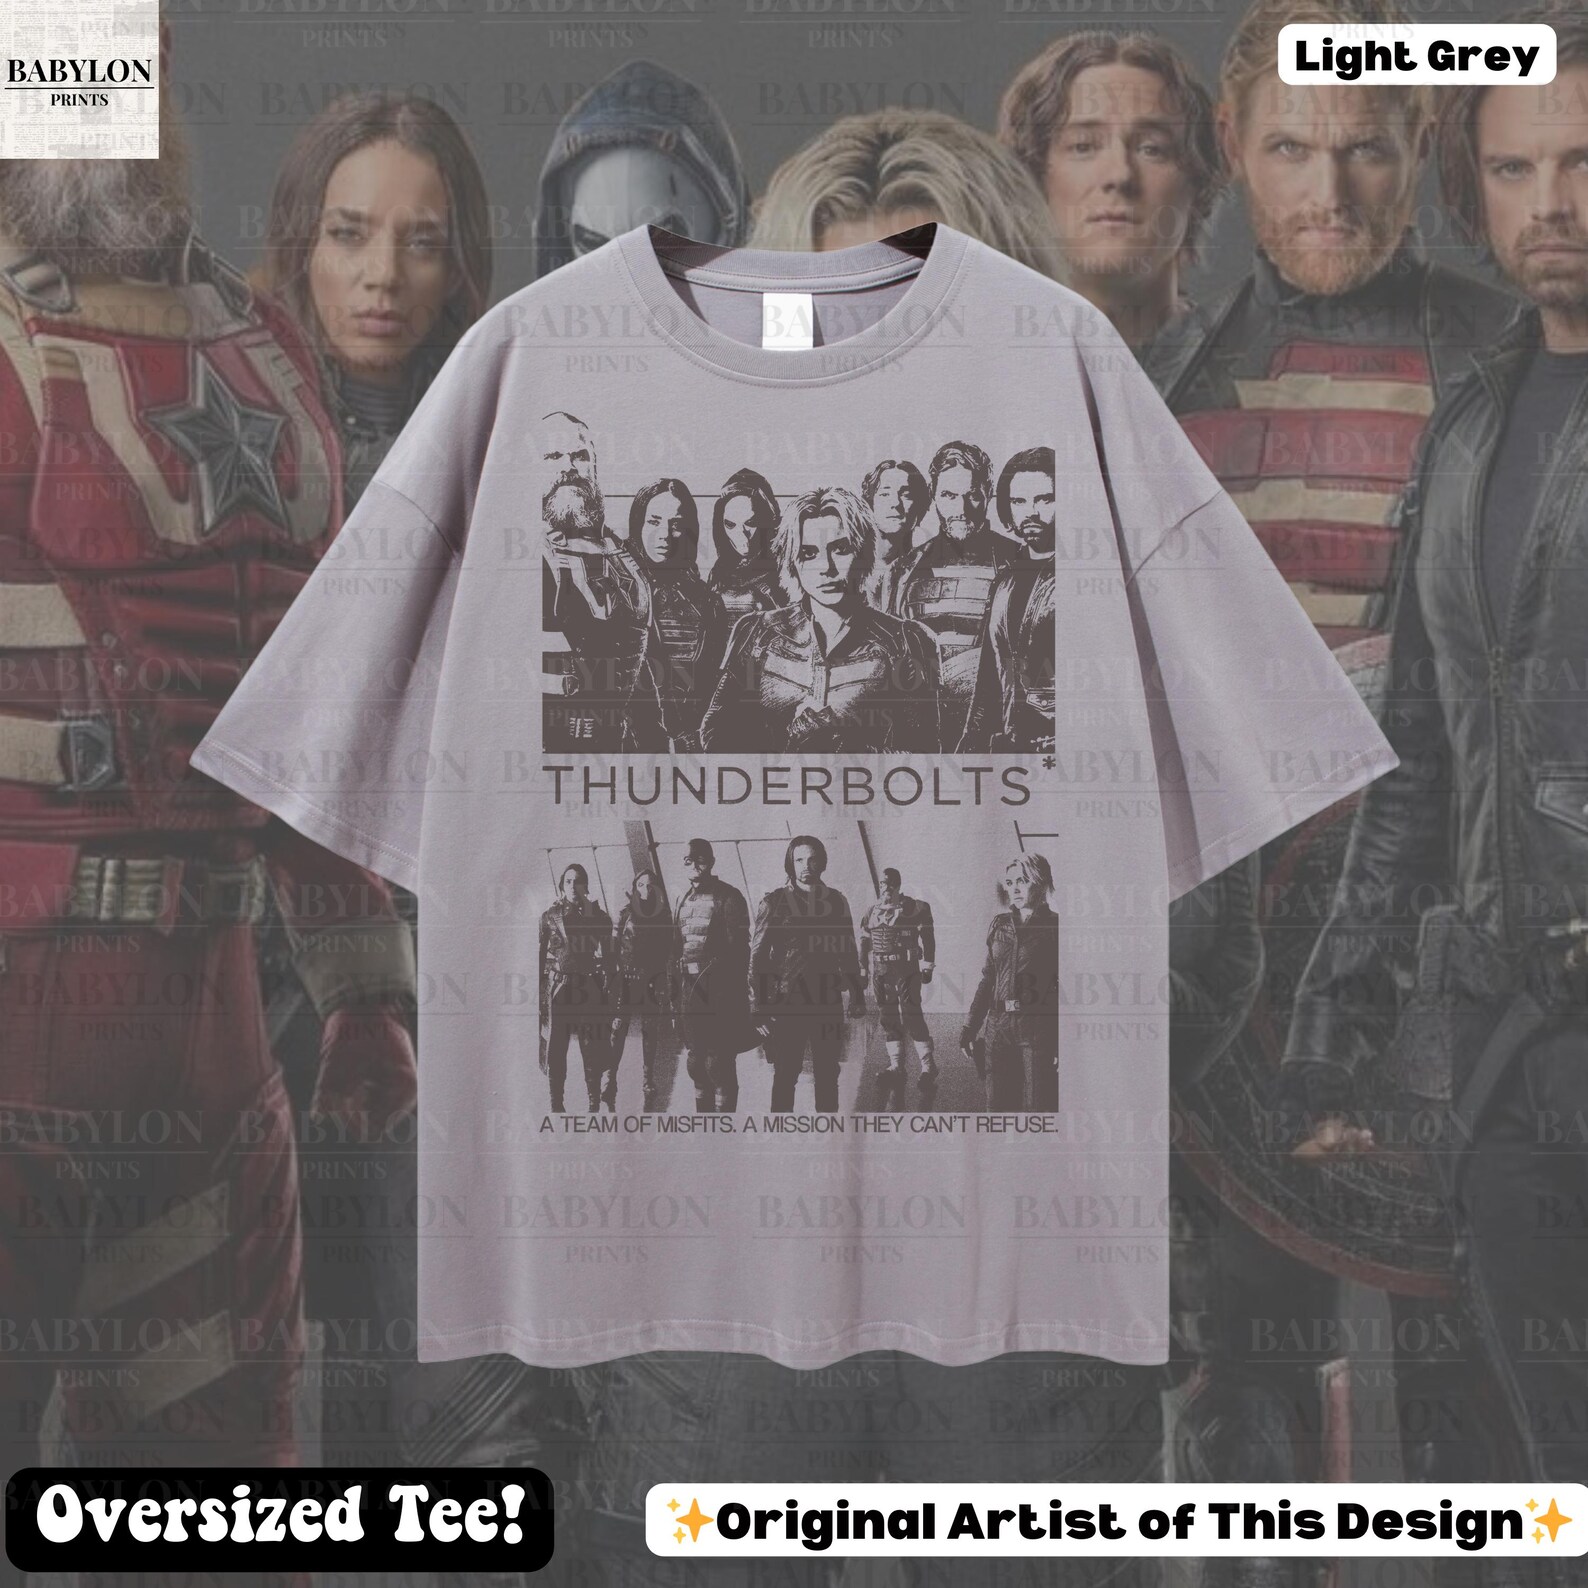 BABYLON
PRINTS
Light Grey
THUNDERBOLTS*
A TEAM OF MISFITS. A MISSION THEY CAN'T REFUSE.
Oversized Tee!
✨Original Artist of This Design✨